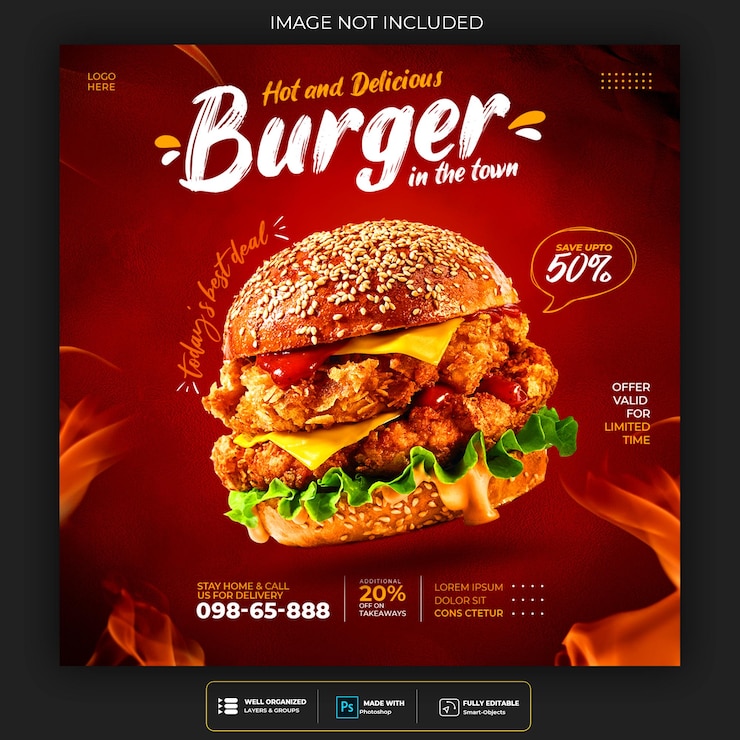 IMAGE NOT INCLUDED
LOGO
HERE
Hot and Delicious
Burger
in the town
today's best deal
SAVE UPTO
50%
OFFER
VALID
FOR
LIMITED
TIME
STAY HOME & CALL
US FOR DELIVERY
098-65-888
ADDITIONAL
20%
OFF ON
TAKEAWAYS
LOREM IPSUM
DOLOR SIT
CONS CTETUR
WELL ORGANIZED
LAYERS & GROUPS
Ps
MADE WITH
Photoshop
FULLY EDITABLE
Smart-Objects